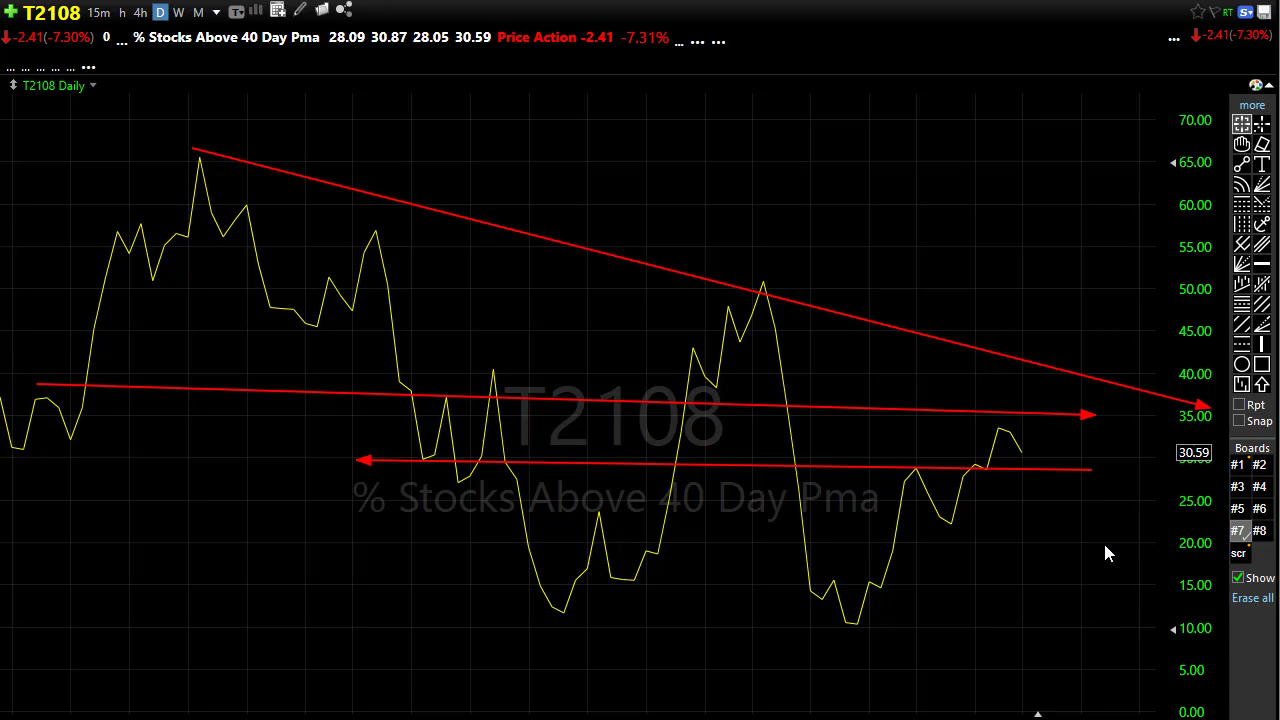 T2108 15m h 4h D W M T RT S
-2.41(-7.30%) 0 ... % Stocks Above 40 Day Pma 28.09 30.87 28.05 30.59 Price Action -2.41 -7.31% ... ... ... ... -2.41(-7.30%)
... ... ... ... ... ...
T2108 Daily
more
70.00
65.00
60.00
55.00
50.00
45.00
40.00
35.00
30.59
25.00
20.00
15.00
10.00
5.00
0.00
T2108
% Stocks Above 40 Day Pma
T
Rpt
Snap
Boards
#1 #2
#3 #4
#5 #6
#7 #8
scr
Show
Erase all